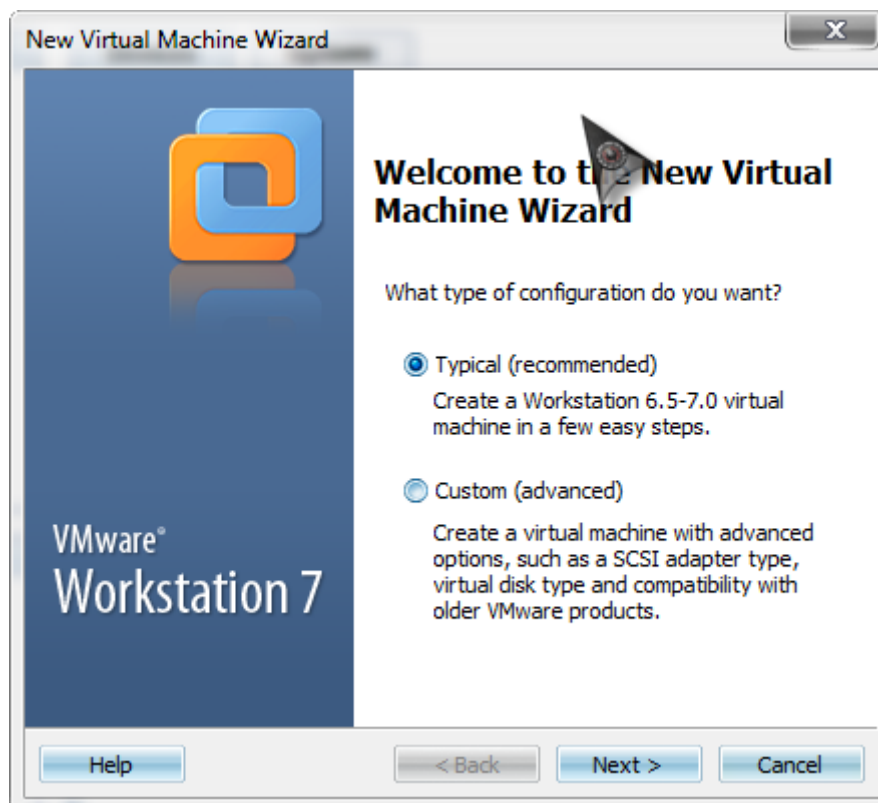 New Virtual Machine Wizard
Welcome to the New Virtual
Machine Wizard
What type of configuration do you want?
Typical (recommended)
Create a Workstation 6.5-7.0 virtual
machine in a few easy steps.
Custom (advanced)
Create a virtual machine with advanced
options, such as a SCSI adapter type,
virtual disk type and compatibility with
older VMware products.
VMware®
Workstation 7
Help
< Back
Next >
Cancel